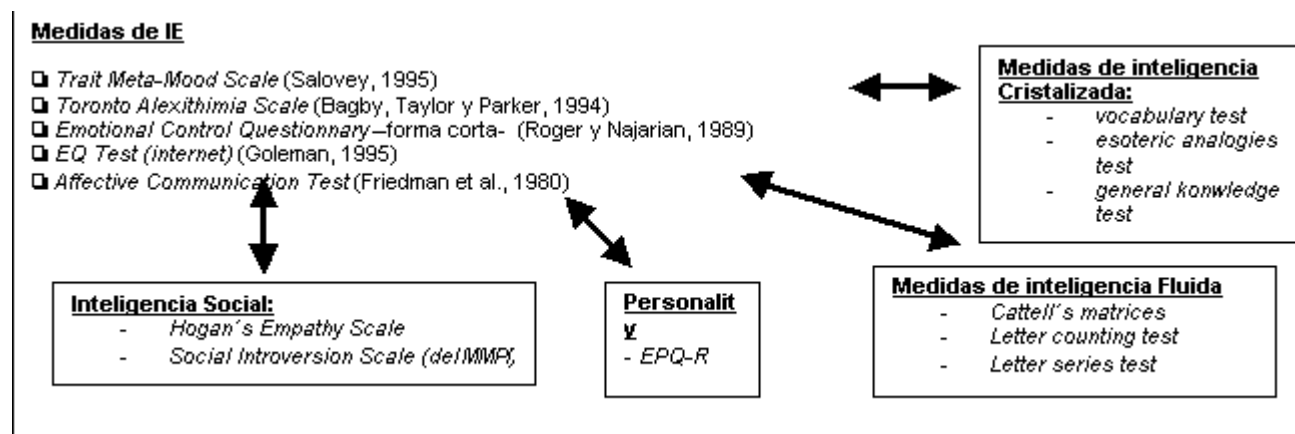 Medidas de IE
Trait Meta-Mood Scale (Salovey, 1995)
Toronto Alexithimia Scale (Bagby, Taylor y Parker, 1994)
Emotional Control Questionnary–forma corta- (Roger y Najarian, 1989)
EQ Test (internet) (Goleman, 1995)
Affective Communication Test (Friedman et al., 1980)
Medidas de inteligencia
Cristalizada:
- vocabulary test
- esoteric analogies
test
- general konwledge
test
Inteligencia Social:
- Hogan´s Empathy Scale
- Social Introversion Scale (del MMPI)
Personalit
y
- EPQ-R
Medidas de inteligencia Fluida
- Cattell´s matrices
- Letter counting test
- Letter series test